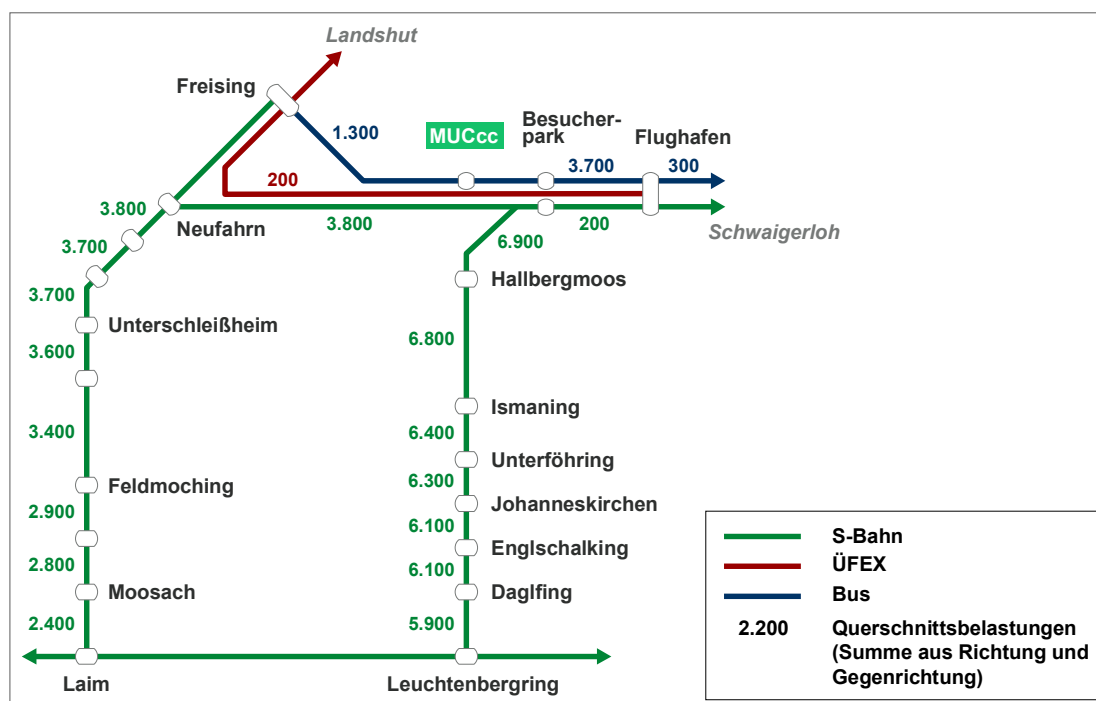 Landshut
Freising
1.300
MUCcc
Besucher-
park
Flughafen
3.700
300
200
3.800
Neufahrn
3.800
200
Schwaigerloh
3.700
6.900
3.700
Hallbergmoos
Unterschleißheim
3.600
6.800
3.400
Ismaning
6.400
Unterföhring
Feldmoching
6.300
2.900
Johanneskirchen
6.100
Englschalking
2.800
6.100
Moosach
Daglfing
2.400
5.900
Laim
Leuchtenbergring
S-Bahn
ÜFEX
Bus
2.200 Querschnittsbelastungen
(Summe aus Richtung und
Gegenrichtung)